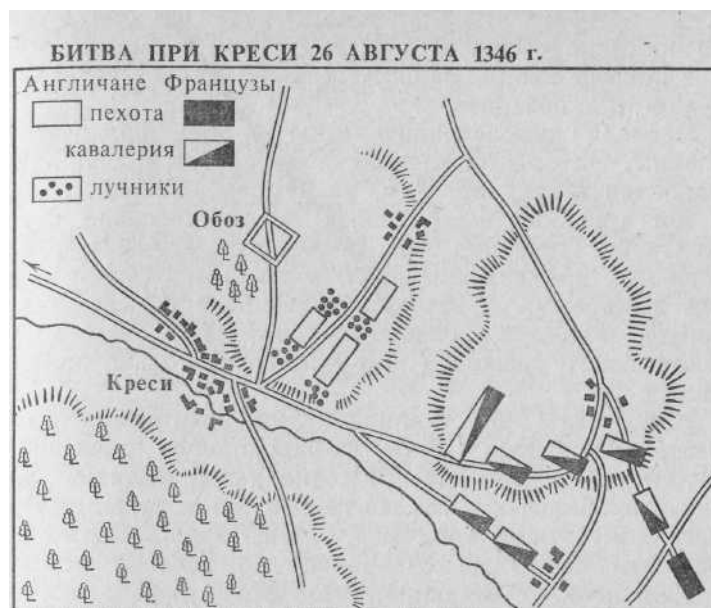 БИТВА ПРИ КРЕСИ 26 АВГУСТА 1346 г.
Англичане Французы
пехота
кавалерия
лучники
Обоз
Креси